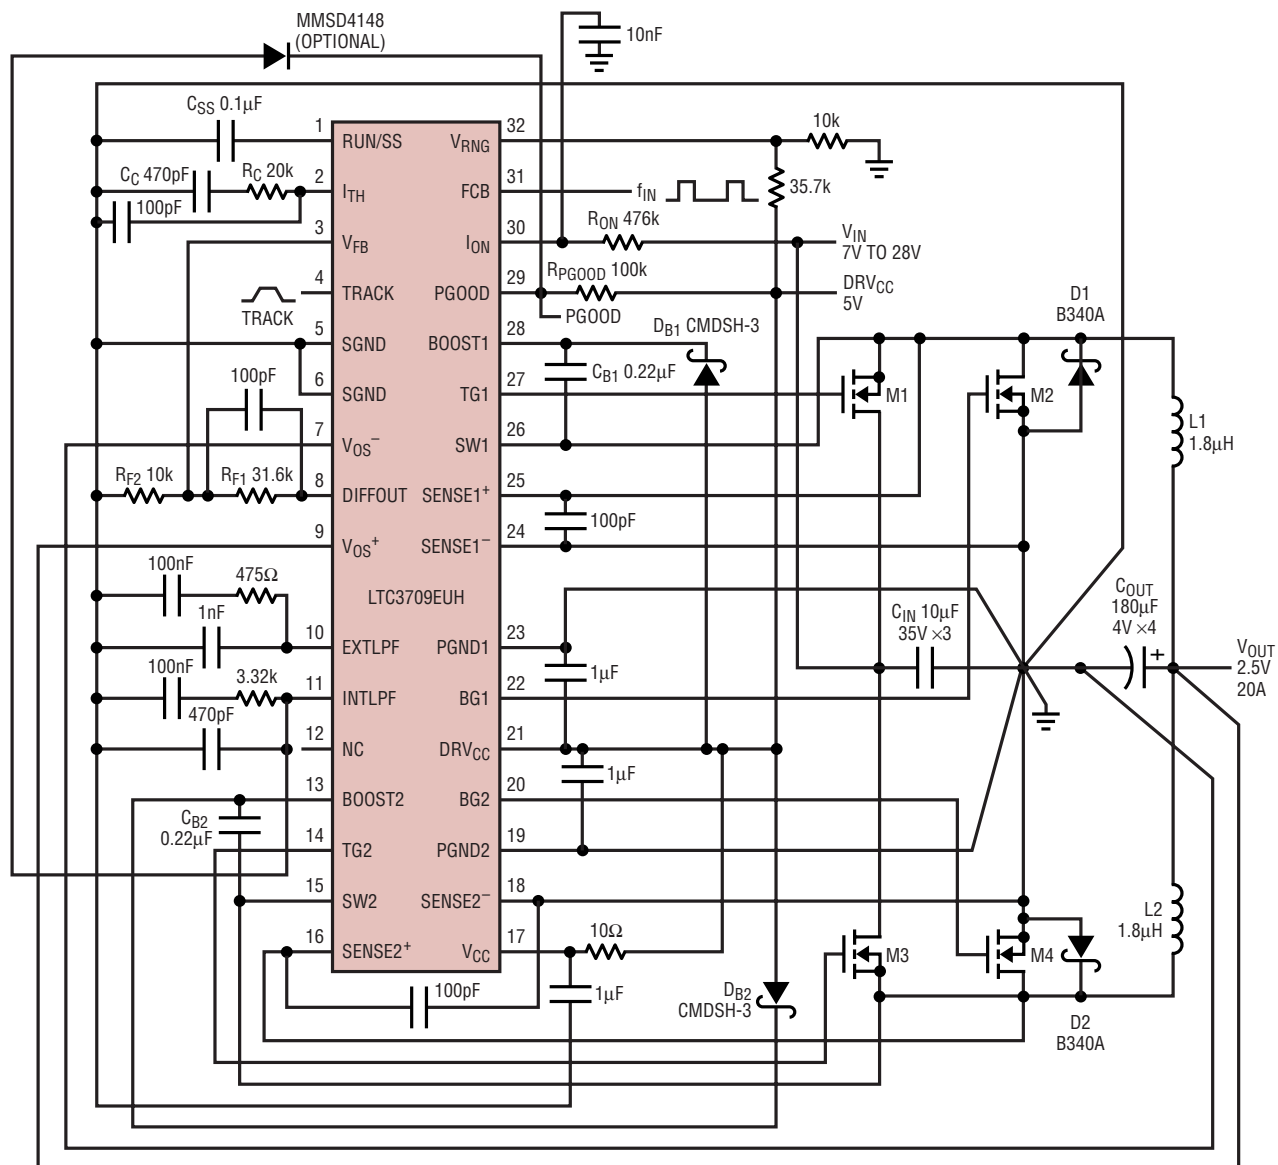 MMSD4148
(OPTIONAL)
10nF
CSS 0.1µF
1
RUN/SS
VRNG
32
10k
CC 470pF
RC 20k
2
ITH
FCB
31
fIN
35.7k
100pF
3
VFB
ION
30
RON 476k
VIN
7V TO 28V
4
TRACK
TRACK
PGOOD
29
RPGOOD 100k
PGOOD
DRVCC
5V
5
SGND
BOOST1
28
DB1 CMDSH-3
D1
B340A
100pF
6
SGND
TG1
27
CB1 0.22µF
M1
M2
7
VOS−
SW1
26
L1
1.8µH
RF2 10k
RF1 31.6k
8
DIFFOUT
SENSE1+
25
100pF
9
VOS+
SENSE1−
24
100nF
475Ω
LTC3709EUH
1nF
10
EXTLPF
PGND1
23
1µF
CIN 10µF
35V ×3
COUT
180µF
4V ×4
+
VOUT
2.5V
20A
100nF
3.32k
11
INTLPF
BG1
22
470pF
12
NC
DRVCC
21
1µF
13
BOOST2
BG2
20
CB2
0.22µF
14
TG2
PGND2
19
15
SW2
SENSE2−
18
L2
1.8µH
16
SENSE2+
VCC
17
10Ω
M3
M4
100pF
1µF
DB2
CMDSH-3
D2
B340A